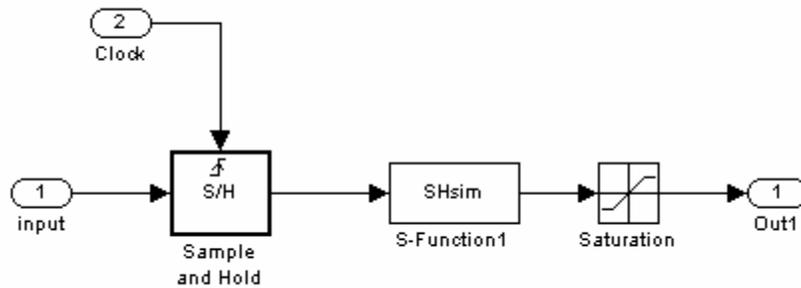 2
Clock
1
input
S/H
Sample
and Hold
SHsim
S-Function1
Saturation
1
Out1